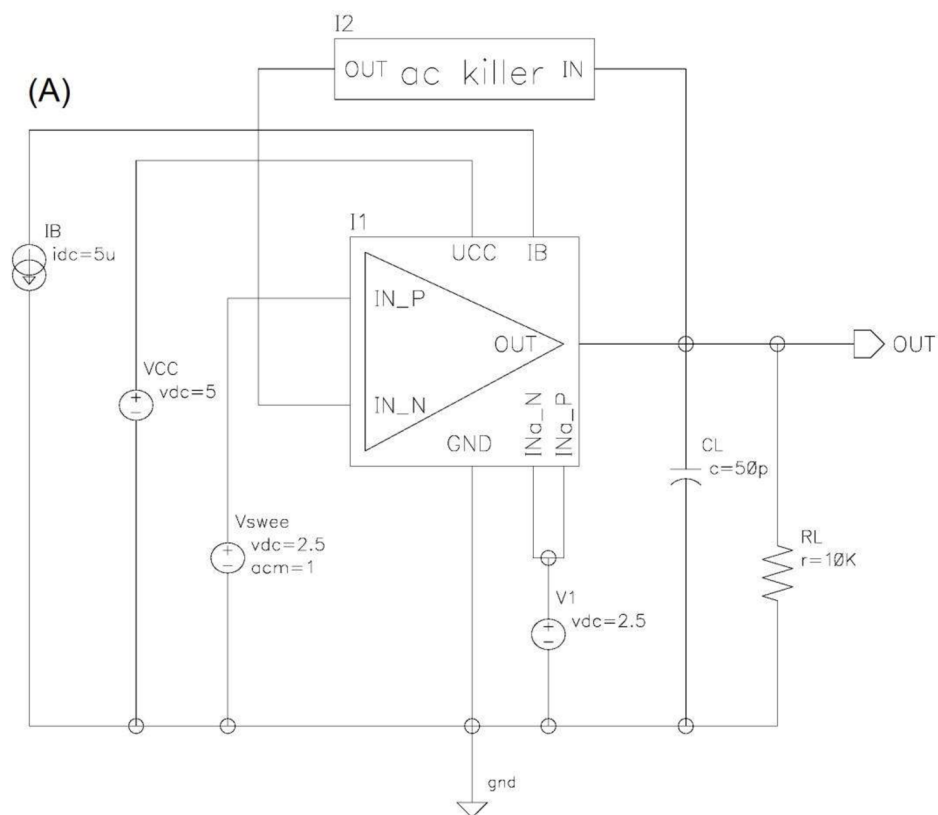 I2
OUT ac killer IN
(A)
I1
IB
idc=5u
UCC IB
IN_P
OUT
OUT
VCC
vdc=5
IN_N
INa_N
INa_P
GND
CL
c=50p
Vswee
vdc=2.5
acm=1
RL
r=10K
V1
vdc=2.5
gnd